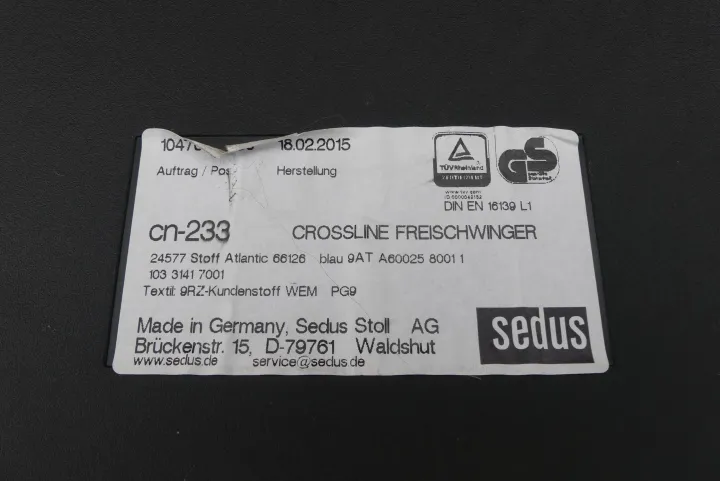 18.02.2015
Auftrag / Pos. Herstellung
TÜVRheinland
GS
DIN EN 16139 L1
cn-233 CROSSLINE FREISCHWINGER
24577 Stoff Atlantic 66126 blau 9AT A60025 8001 1
103 3141 7001
Textil: 9RZ-Kundenstoff WEM PG9
Made in Germany, Sedus Stoll AG
Brückenstr. 15, D-79761 Waldshut
www.sedus.de service@sedus.de
sedus